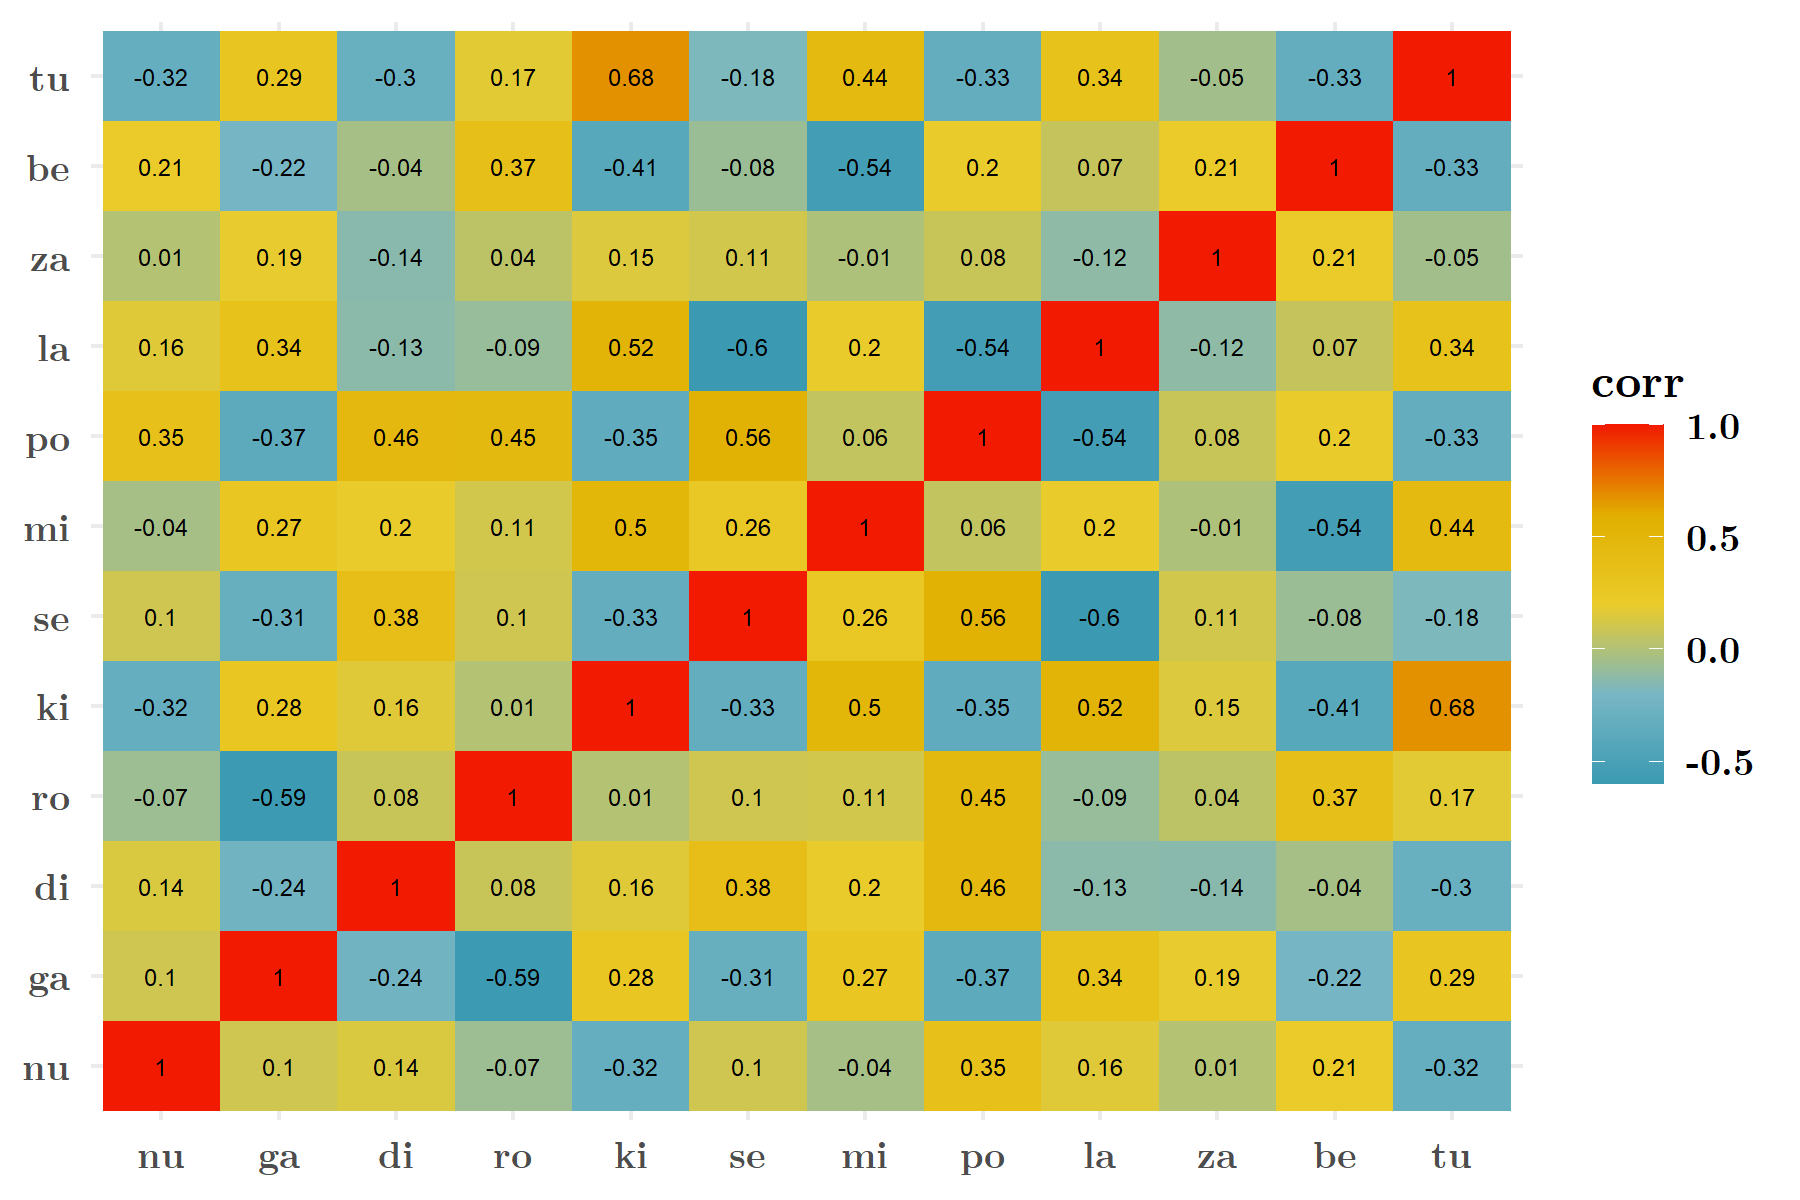 tu -0.32 0.29 -0.3 0.17 0.68 -0.18 0.44 -0.33 0.34 -0.05 -0.33 1
be 0.21 -0.22 -0.04 0.37 -0.41 -0.08 -0.54 0.2 0.07 0.21 1 -0.33
za 0.01 0.19 -0.14 0.04 0.15 0.11 -0.01 0.08 -0.12 1 0.21 -0.05
la 0.16 0.34 -0.13 -0.09 0.52 -0.6 0.2 -0.54 1 -0.12 0.07 0.34
po 0.35 -0.37 0.46 0.45 -0.35 0.56 0.06 1 -0.54 0.08 0.2 -0.33
mi -0.04 0.27 0.2 0.11 0.5 0.26 1 0.06 0.2 -0.01 -0.54 0.44
se 0.1 -0.31 0.38 0.1 -0.33 1 0.26 0.56 -0.6 0.11 -0.08 -0.18
ki -0.32 0.28 0.16 0.01 1 -0.33 0.5 -0.35 0.52 0.15 -0.41 0.68
ro -0.07 -0.59 0.08 1 0.01 0.1 0.11 0.45 -0.09 0.04 0.37 0.17
di 0.14 -0.24 1 0.08 0.16 0.38 0.2 0.46 -0.13 -0.14 -0.04 -0.3
ga 0.1 1 -0.24 -0.59 0.28 -0.31 0.27 -0.37 0.34 0.19 -0.22 0.29
nu 1 0.1 0.14 -0.07 -0.32 0.1 -0.04 0.35 0.16 0.01 0.21 -0.32
nu ga di ro ki se mi po la za be tu
corr
1.0
0.5
0.0
-0.5